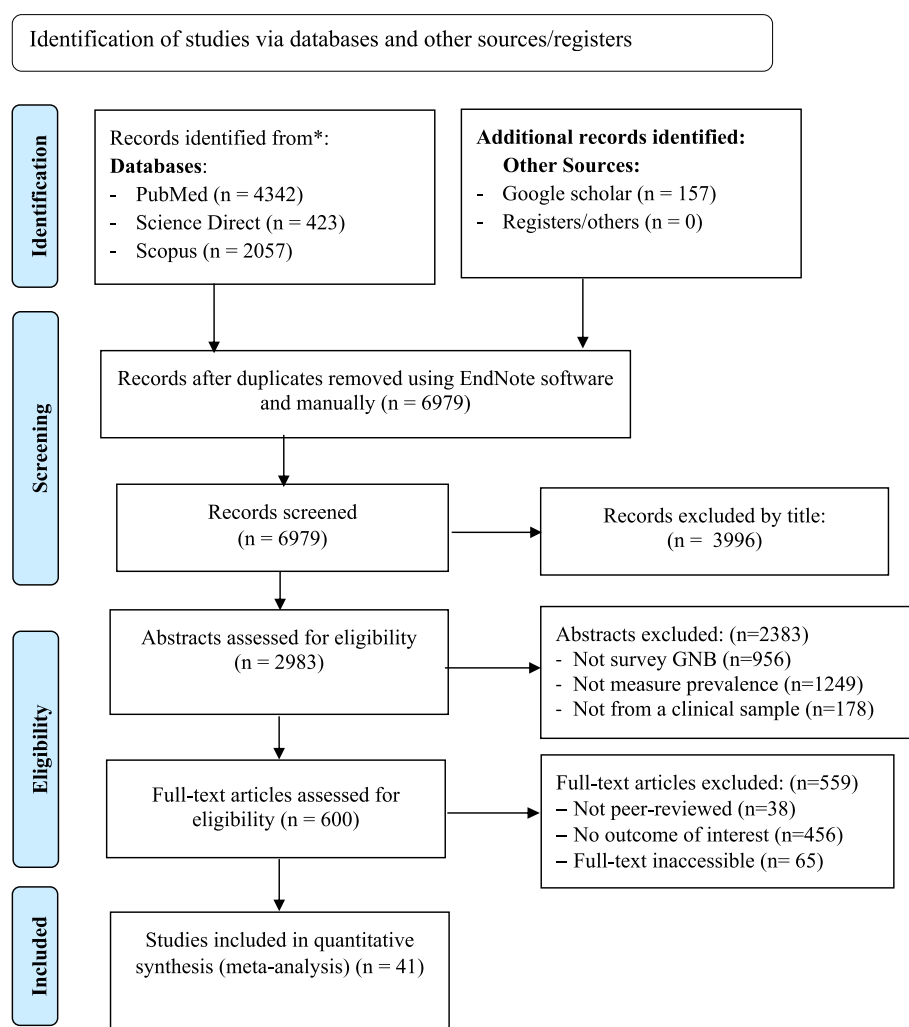 Identification of studies via databases and other sources/registers
Identification
Records identified from*:
Databases:
- PubMed (n = 4342)
- Science Direct (n = 423)
- Scopus (n = 2057)
Additional records identified:
Other Sources:
- Google scholar (n = 157)
- Registers/others (n = 0)
Screening
Records after duplicates removed using EndNote software
and manually (n = 6979)
Records screened
(n = 6979)
Records excluded by title:
(n = 3996)
Eligibility
Abstracts assessed for eligibility
(n = 2983)
Abstracts excluded: (n=2383)
- Not survey GNB (n=956)
- Not measure prevalence (n=1249)
- Not from a clinical sample (n=178)
Full-text articles assessed for
eligibility (n = 600)
Full-text articles excluded: (n=559)
– Not peer-reviewed (n=38)
– No outcome of interest (n=456)
– Full-text inaccessible (n= 65)
Included
Studies included in quantitative
synthesis (meta-analysis) (n = 41)